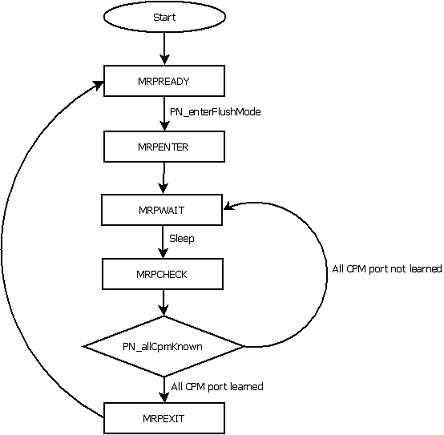 Start
MRPREADY
PN_enterFlushMode
MRPENTER
MRPWAIT
Sleep
MRPCHECK
All CPM port not learned
PN_allCpmKnown
All CPM port learned
MRPEXIT